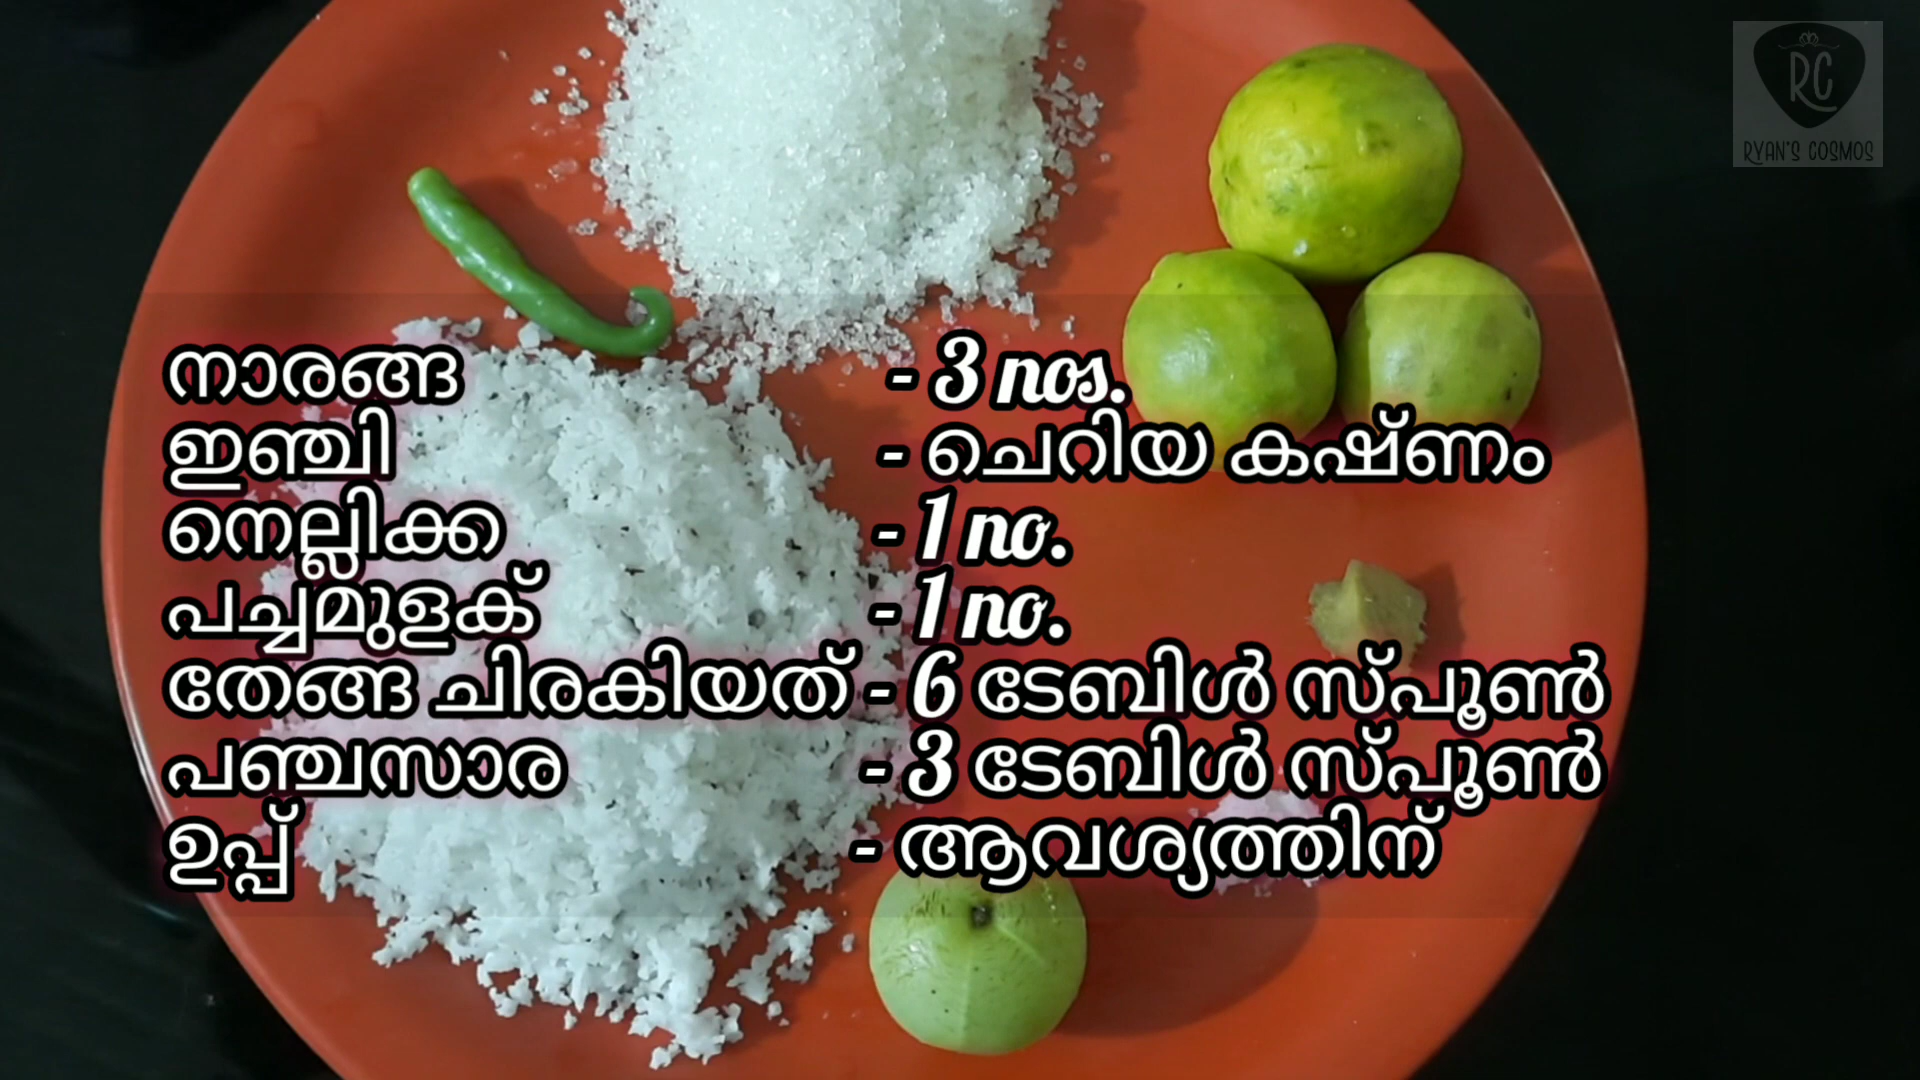 RC
RYAN'S COSMOS
നാരങ്ങ - 3 nos.
ഇഞ്ചി - ചെറിയ കഷ്ണം
നെല്ലിക്ക - 1 no.
പച്ചമുളക് - 1 no.
തേങ്ങ ചിരകിയത് - 6 ടേബിൾ സ്പൂൺ
പഞ്ചസാര - 3 ടേബിൾ സ്പൂൺ
ഉപ്പ് - ആവശ്യത്തിന്